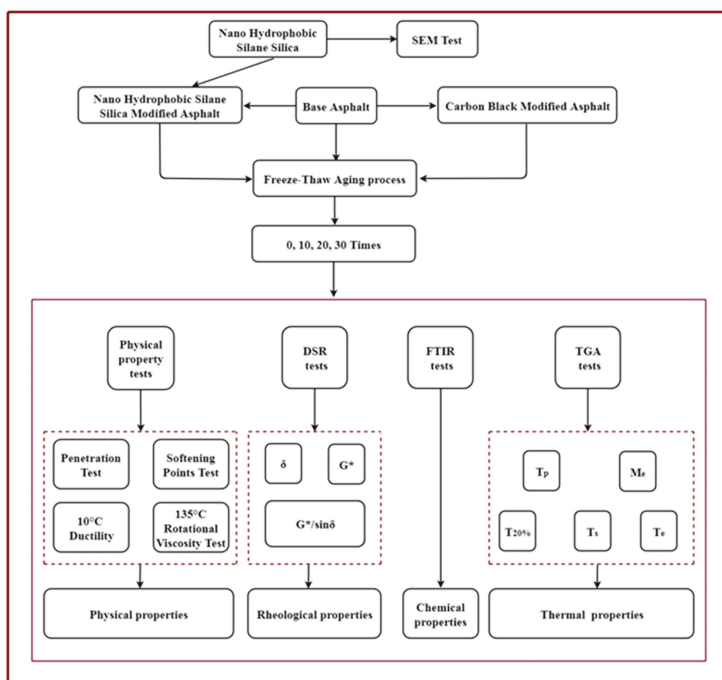 Nano Hydrophobic
Silane Silica
SEM Test
Nano Hydrophobic Silane
Silica Modified Asphalt
Base Asphalt
Carbon Black Modified Asphalt
Freeze-Thaw Aging process
0, 10, 20, 30 Times
Physical
property
tests
DSR
tests
FTIR
tests
TGA
tests
Penetration
Test
Softening
Points Test
10°C
Ductility
135°C
Rotational
Viscosity Test
δ
G*
G*/sinδ
Tp
Me
T20%
Ts
Te
Physical properties
Rheological properties
Chemical
properties
Thermal properties